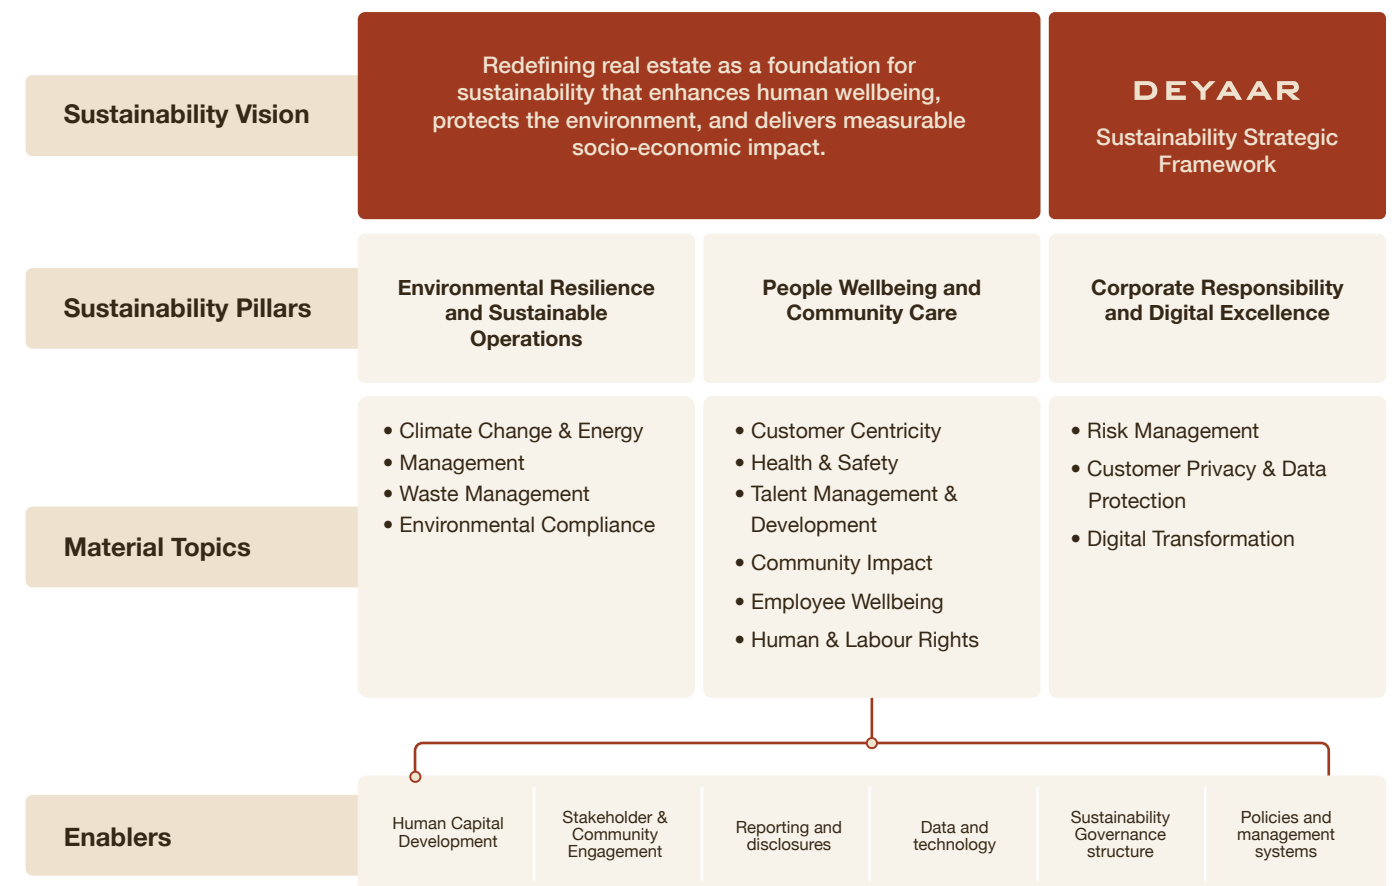 Sustainability Vision
Redefining real estate as a foundation for
sustainability that enhances human wellbeing,
protects the environment, and delivers measurable
socio-economic impact.
DEYAAR
Sustainability Strategic
Framework
Sustainability Pillars
Environmental Resilience
and Sustainable
Operations
People Wellbeing and
Community Care
Corporate Responsibility
and Digital Excellence
Material Topics
• Climate Change & Energy
• Management
• Waste Management
• Environmental Compliance
• Customer Centricity
• Health & Safety
• Talent Management &
Development
• Community Impact
• Employee Wellbeing
• Human & Labour Rights
• Risk Management
• Customer Privacy & Data
Protection
• Digital Transformation
Enablers
Human Capital
Development
Stakeholder &
Community
Engagement
Reporting and
disclosures
Data and
technology
Sustainability
Governance
structure
Policies and
management
systems